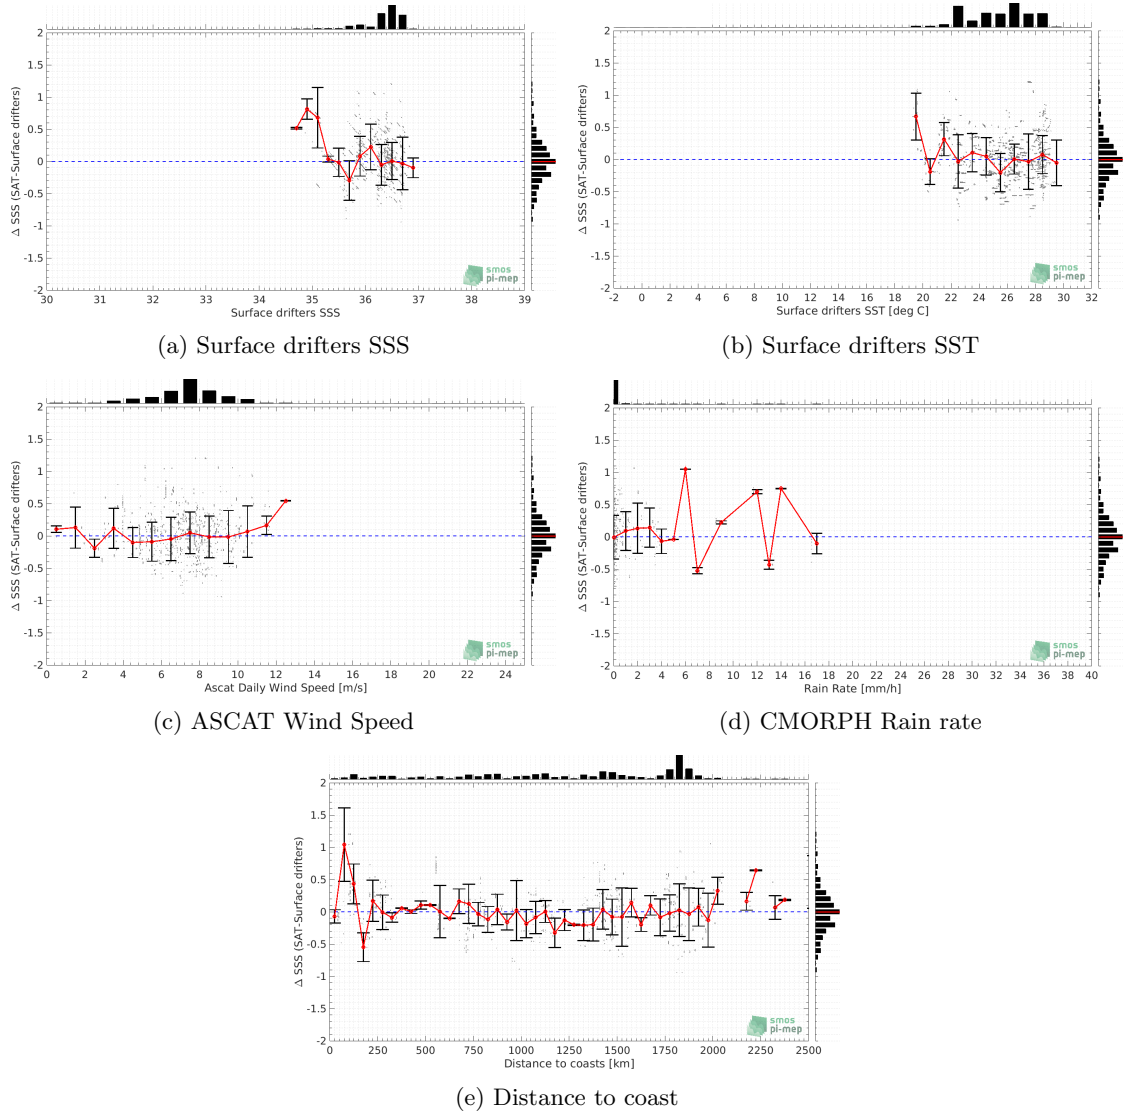 2
1.5
1
0.5
0
-0.5
-1
-1.5
-2
Δ SSS (SAT-Surface drifters)
30 31 32 33 34 35 36 37 38 39
Surface drifters SSS
smos
pi-mep
(a) Surface drifters SSS
2
1.5
1
0.5
0
-0.5
-1
-1.5
-2
Δ SSS (SAT-Surface drifters)
-2 0 2 4 6 8 10 12 14 16 18 20 22 24 26 28 30 32
Surface drifters SST [deg C]
smos
pi-mep
(b) Surface drifters SST
2
1.5
1
0.5
0
-0.5
-1
-1.5
-2
Δ SSS (SAT-Surface drifters)
0 2 4 6 8 10 12 14 16 18 20 22 24
Ascat Daily Wind Speed [m/s]
smos
pi-mep
(c) ASCAT Wind Speed
2
1.5
1
0.5
0
-0.5
-1
-1.5
-2
Δ SSS (SAT-Surface drifters)
0 2 4 6 8 10 12 14 16 18 20 22 24 26 28 30 32 34 36 38 40
Rain Rate [mm/h]
smos
pi-mep
(d) CMORPH Rain rate
2
1.5
1
0.5
0
-0.5
-1
-1.5
-2
Δ SSS (SAT-Surface drifters)
0 250 500 750 1000 1250 1500 1750 2000 2250 2500
Distance to coasts [km]
smos
pi-mep
(e) Distance to coast